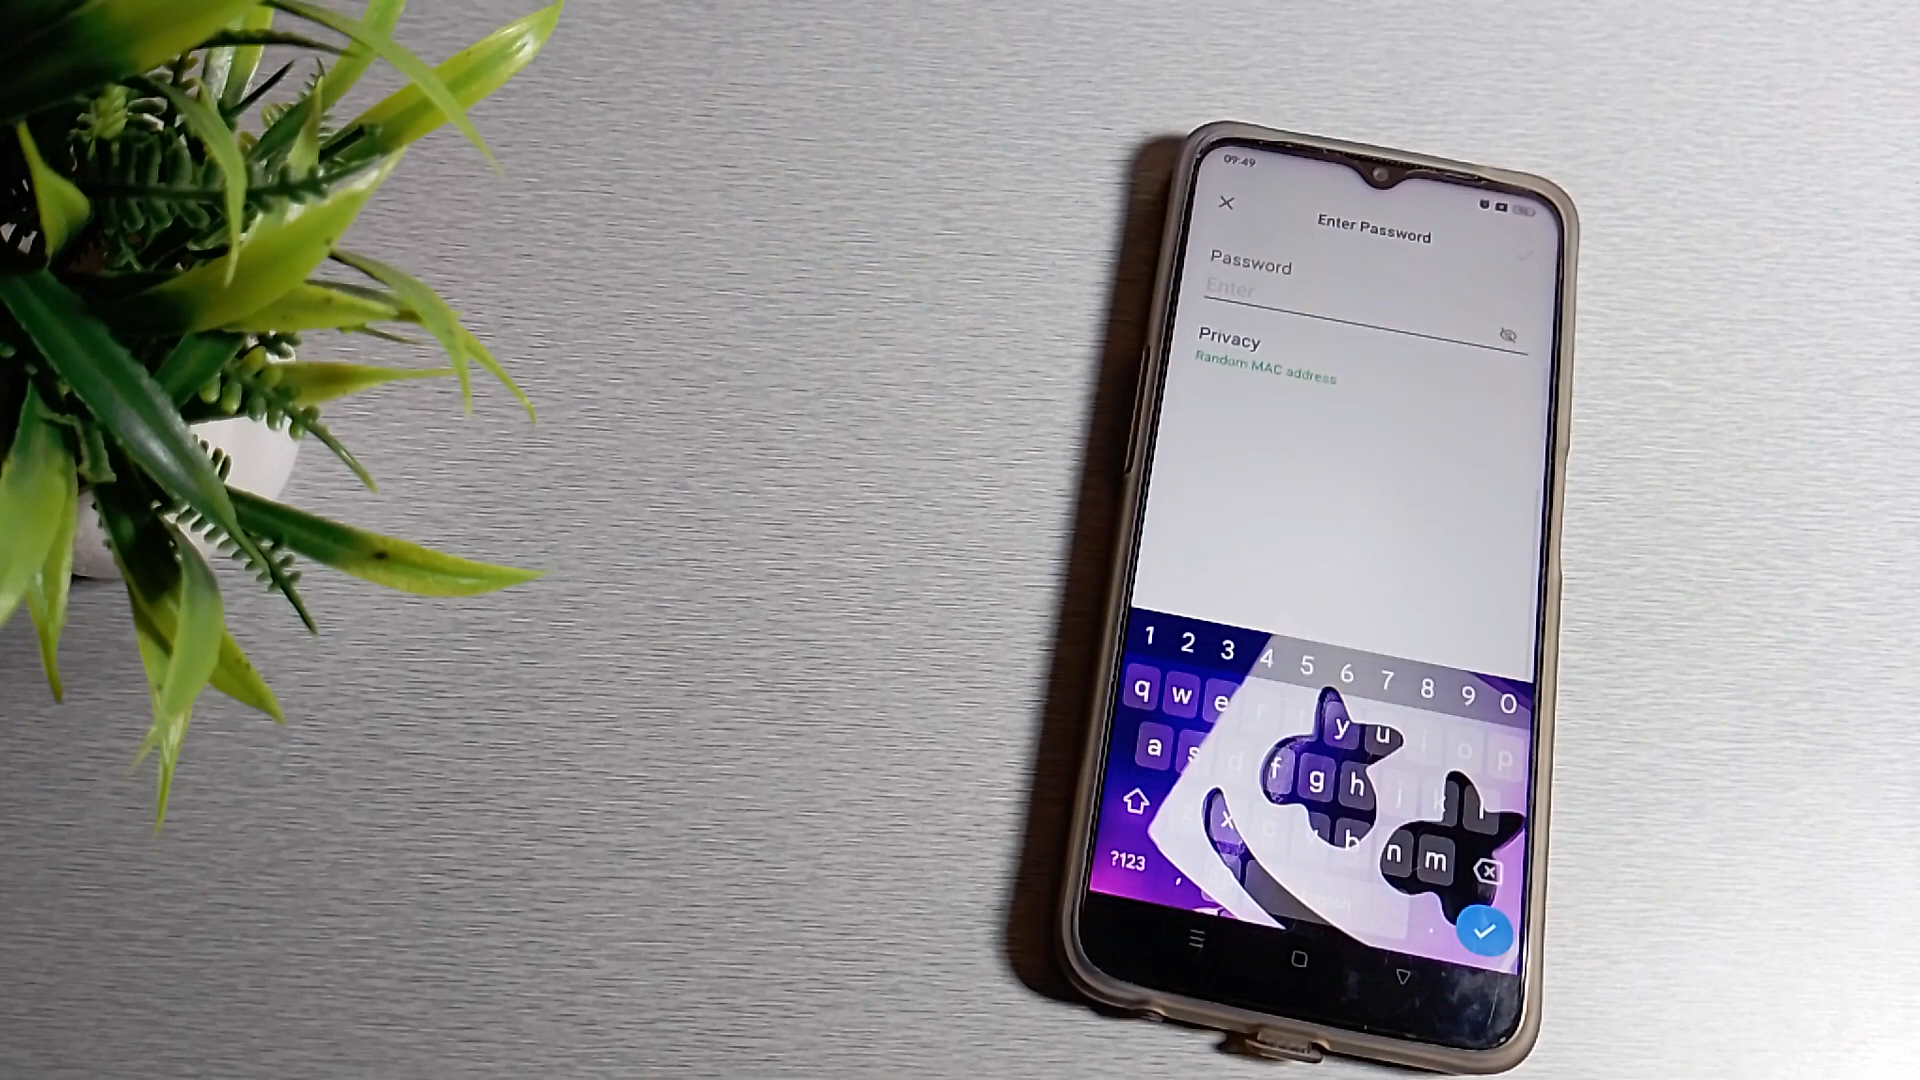 09:49
Enter Password
Password
Enter
Privacy
Random MAC address
1 2 3 4 5 6 7 8 9 0
q w e r t y u i o p
a s d f g h j k l
z x c v b n m
?123 , English .